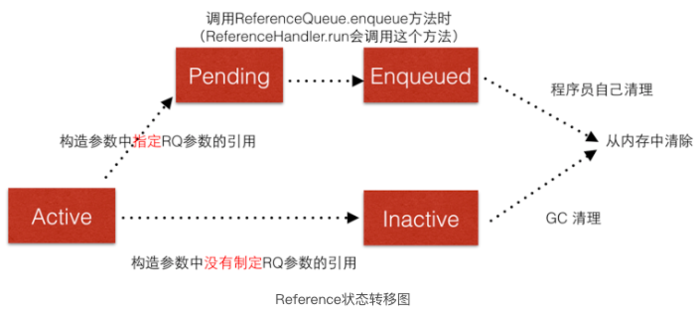 调用ReferenceQueue.enqueue方法时
（ReferenceHandler.run会调用这个方法）
Pending
Enqueued
程序员自己清理
构造参数中指定RQ参数的引用
从内存中清除
Active
Inactive
GC 清理
构造参数中没有制定RQ参数的引用
Reference状态转移图